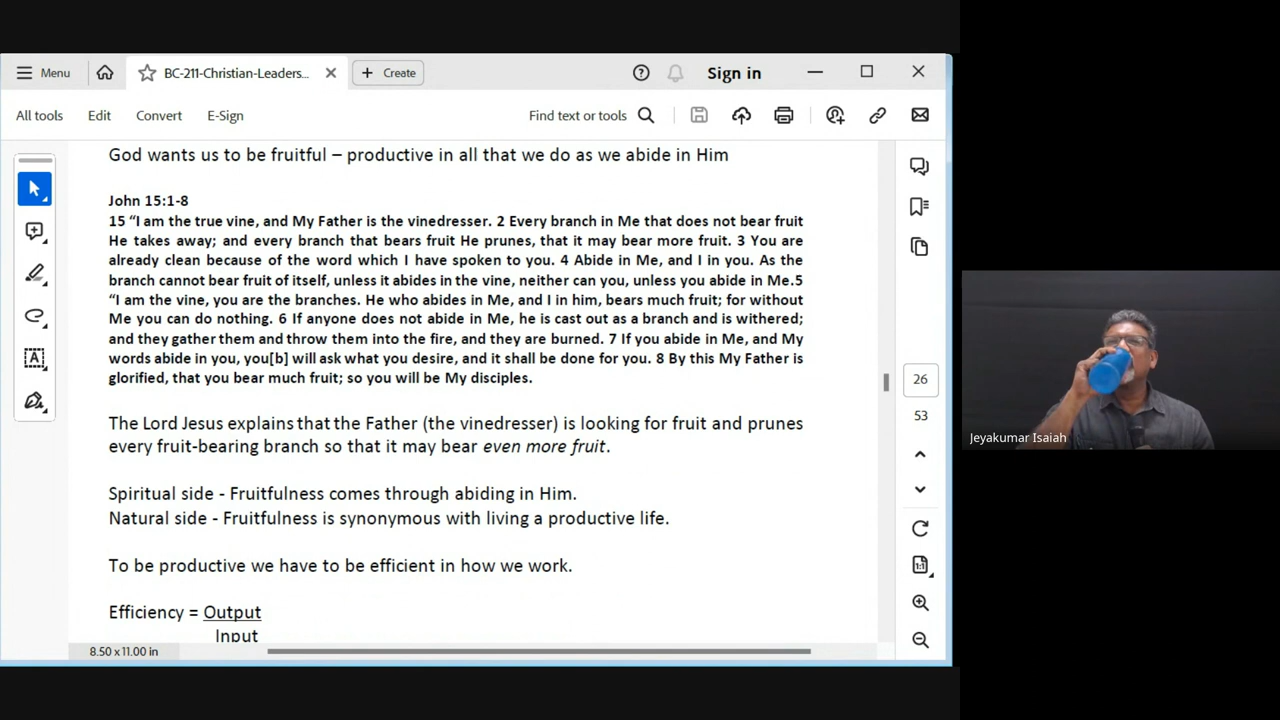 Menu
BC-211-Christian-Leaders...
Create
Sign in
All tools
Edit
Convert
E-Sign
Find text or tools
God wants us to be fruitful – productive in all that we do as we abide in Him
John 15:1-8
15 “I am the true vine, and My Father is the vinedresser. 2 Every branch in Me that does not bear fruit
He takes away; and every branch that bears fruit He prunes, that it may bear more fruit. 3 You are
already clean because of the word which I have spoken to you. 4 Abide in Me, and I in you. As the
branch cannot bear fruit of itself, unless it abides in the vine, neither can you, unless you abide in Me.5
“I am the vine, you are the branches. He who abides in Me, and I in him, bears much fruit; for without
Me you can do nothing. 6 If anyone does not abide in Me, he is cast out as a branch and is withered;
and they gather them and throw them into the fire, and they are burned. 7 If you abide in Me, and My
words abide in you, you[b] will ask what you desire, and it shall be done for you. 8 By this My Father is
glorified, that you bear much fruit; so you will be My disciples.
The Lord Jesus explains that the Father (the vinedresser) is looking for fruit and prunes
every fruit-bearing branch so that it may bear even more fruit.
Spiritual side - Fruitfulness comes through abiding in Him.
Natural side - Fruitfulness is synonymous with living a productive life.
To be productive we have to be efficient in how we work.
Efficiency = Output
Input
8.50 x 11.00 in
26
53
1:1
Jeyakumar Isaiah